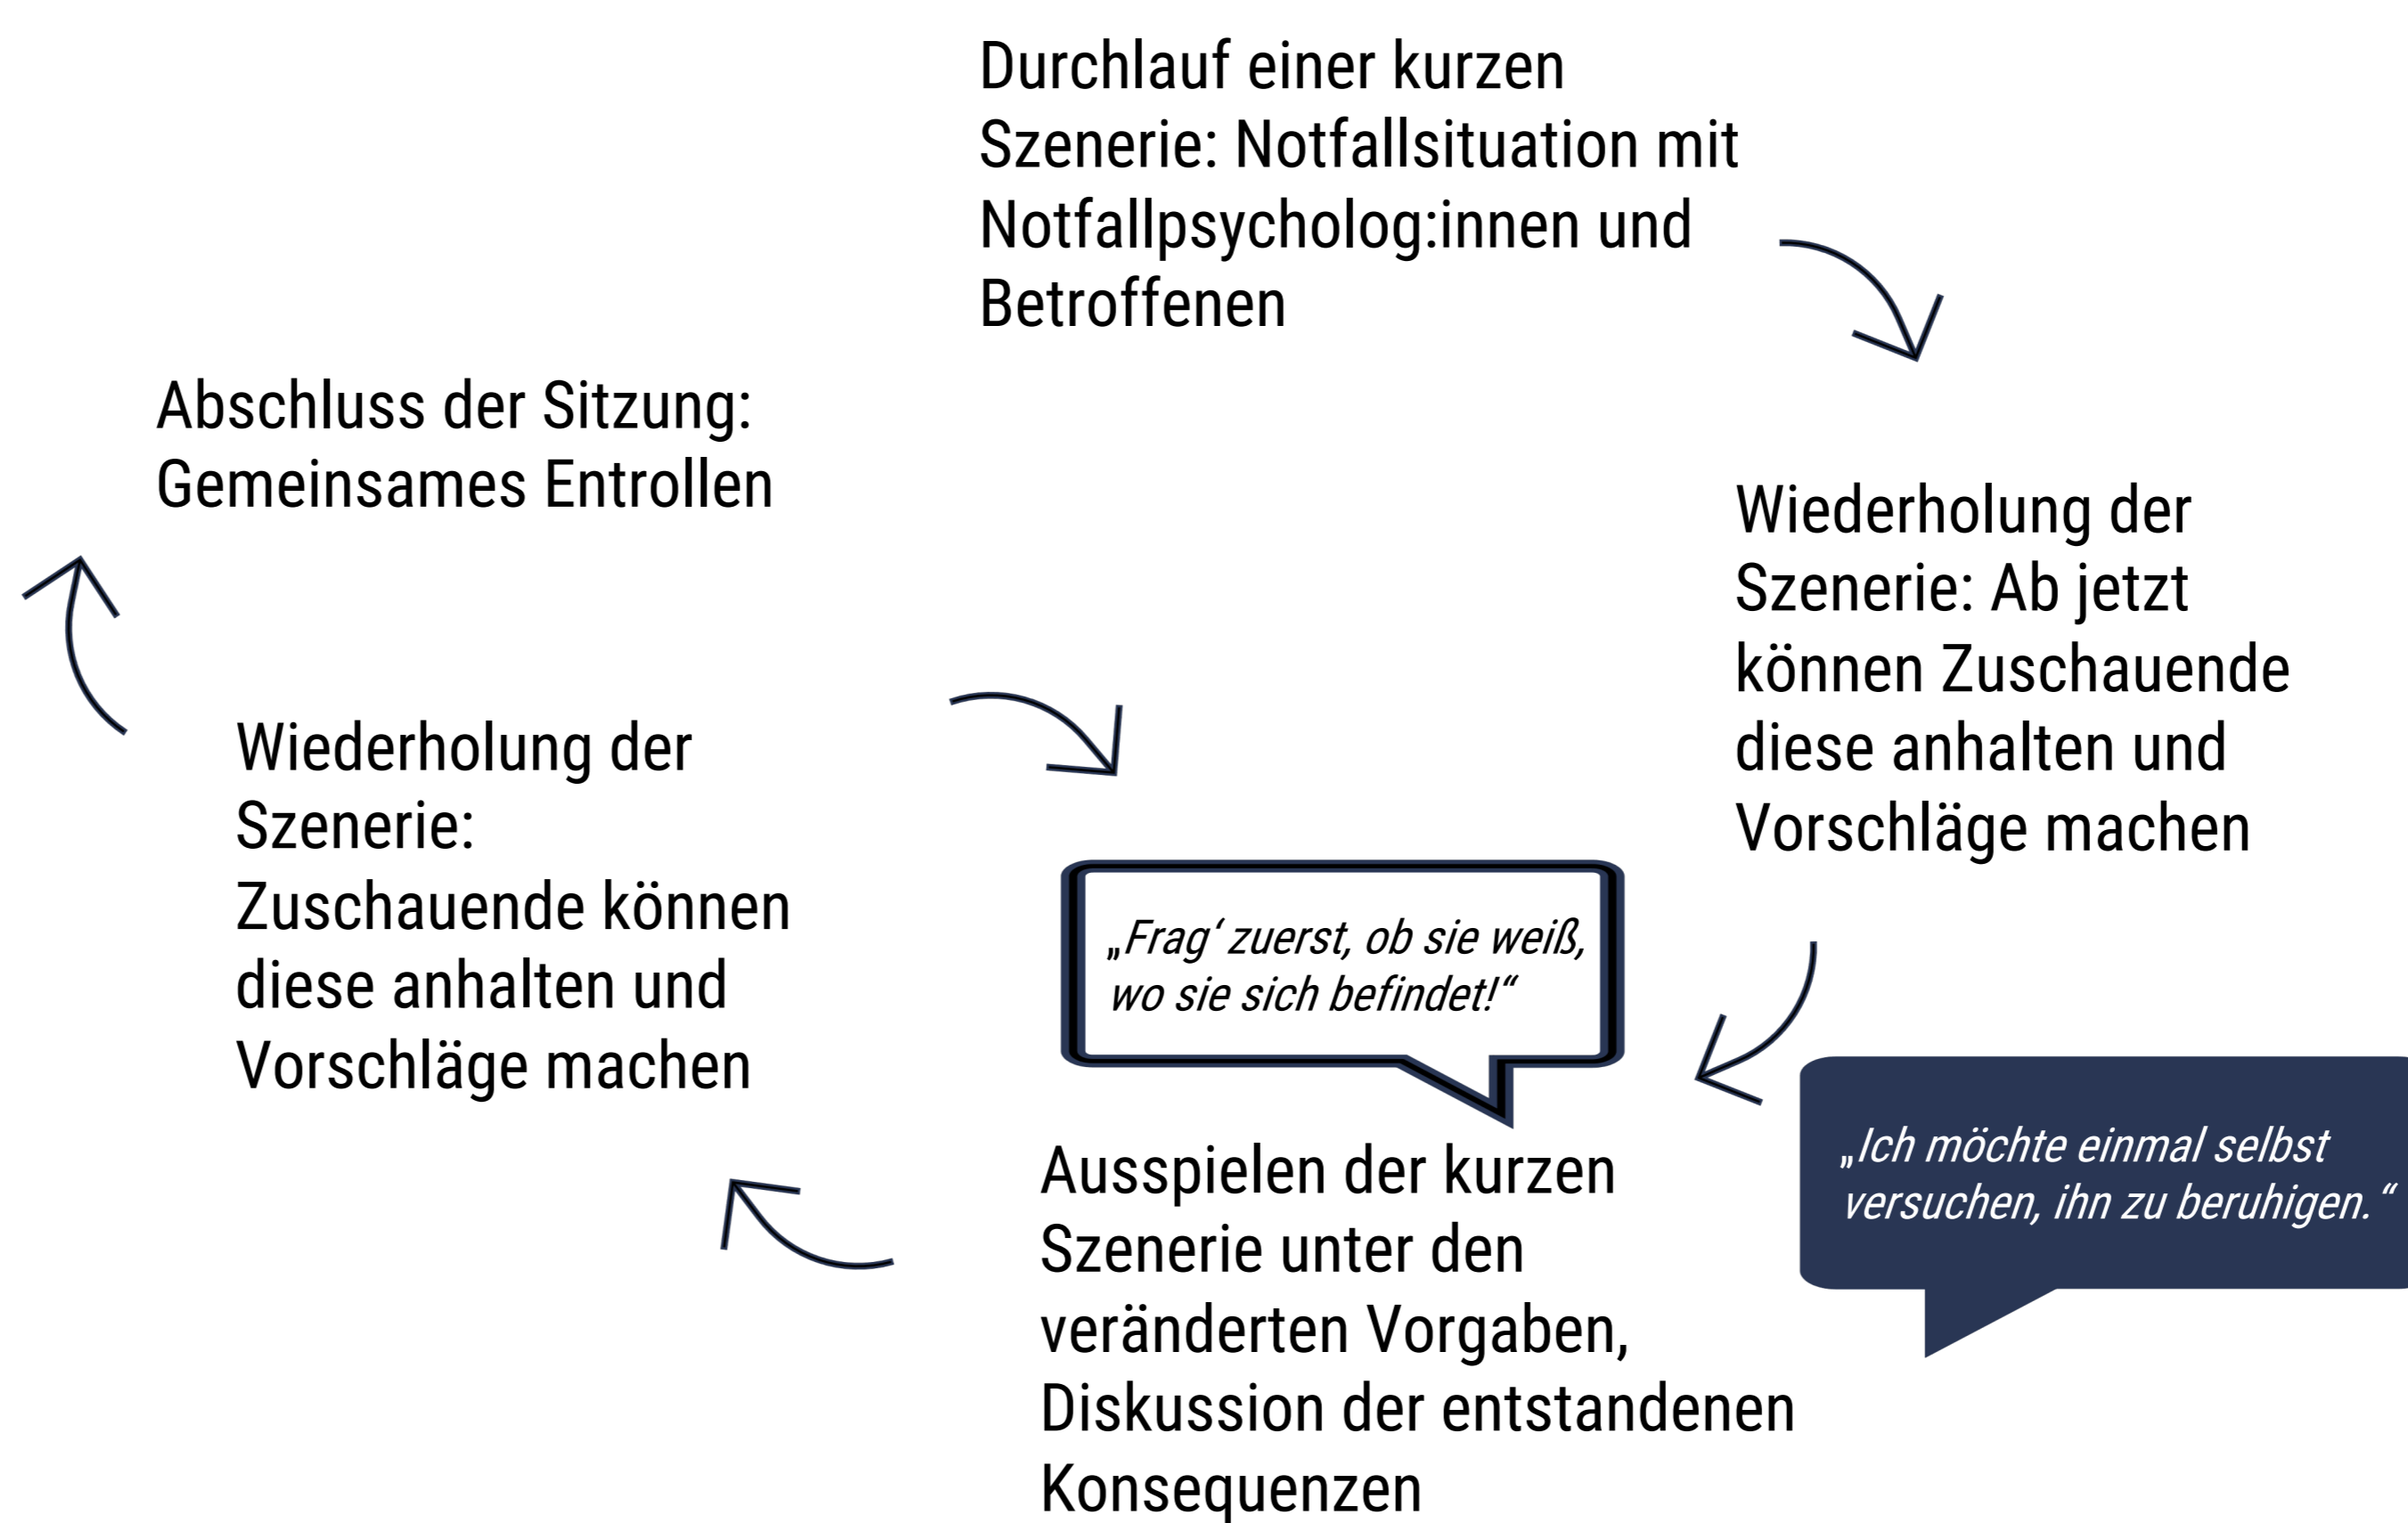 Durchlauf einer kurzen
Szenerie: Notfallsituation mit
Notfallpsycholog:innen und
Betroffenen
Wiederholung der
Szenerie: Ab jetzt
können Zuschauende
diese anhalten und
Vorschläge machen
„Frag‘ zuerst, ob sie weiß,
wo sie sich befindet!“
„Ich möchte einmal selbst
versuchen, ihn zu beruhigen.“
Ausspielen der kurzen
Szenerie unter den
veränderten Vorgaben,
Diskussion der entstandenen
Konsequenzen
Wiederholung der
Szenerie:
Zuschauende können
diese anhalten und
Vorschläge machen
Abschluss der Sitzung:
Gemeinsames Entrollen